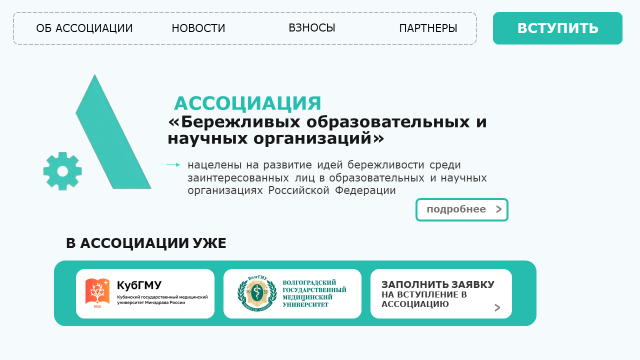 ОБ АССОЦИАЦИИ НОВОСТИ ВЗНОСЫ ПАРТНЕРЫ ВСТУПИТЬ
АССОЦИАЦИЯ
«Бережливых образовательных и
научных организаций»
нацелены на развитие идей бережливости среди
заинтересованных лиц в образовательных и научных
организациях Российской Федерации
подробнее >
В АССОЦИАЦИИ УЖЕ
КубГМУ
Кубанский государственный медицинский
университет Минздрава России
ВОЛГОГРАДСКИЙ
ГОСУДАРСТВЕННЫЙ
МЕДИЦИНСКИЙ
УНИВЕРСИТЕТ
ЗАПОЛНИТЬ ЗАЯВКУ
НА ВСТУПЛЕНИЕ В
АССОЦИАЦИЮ >